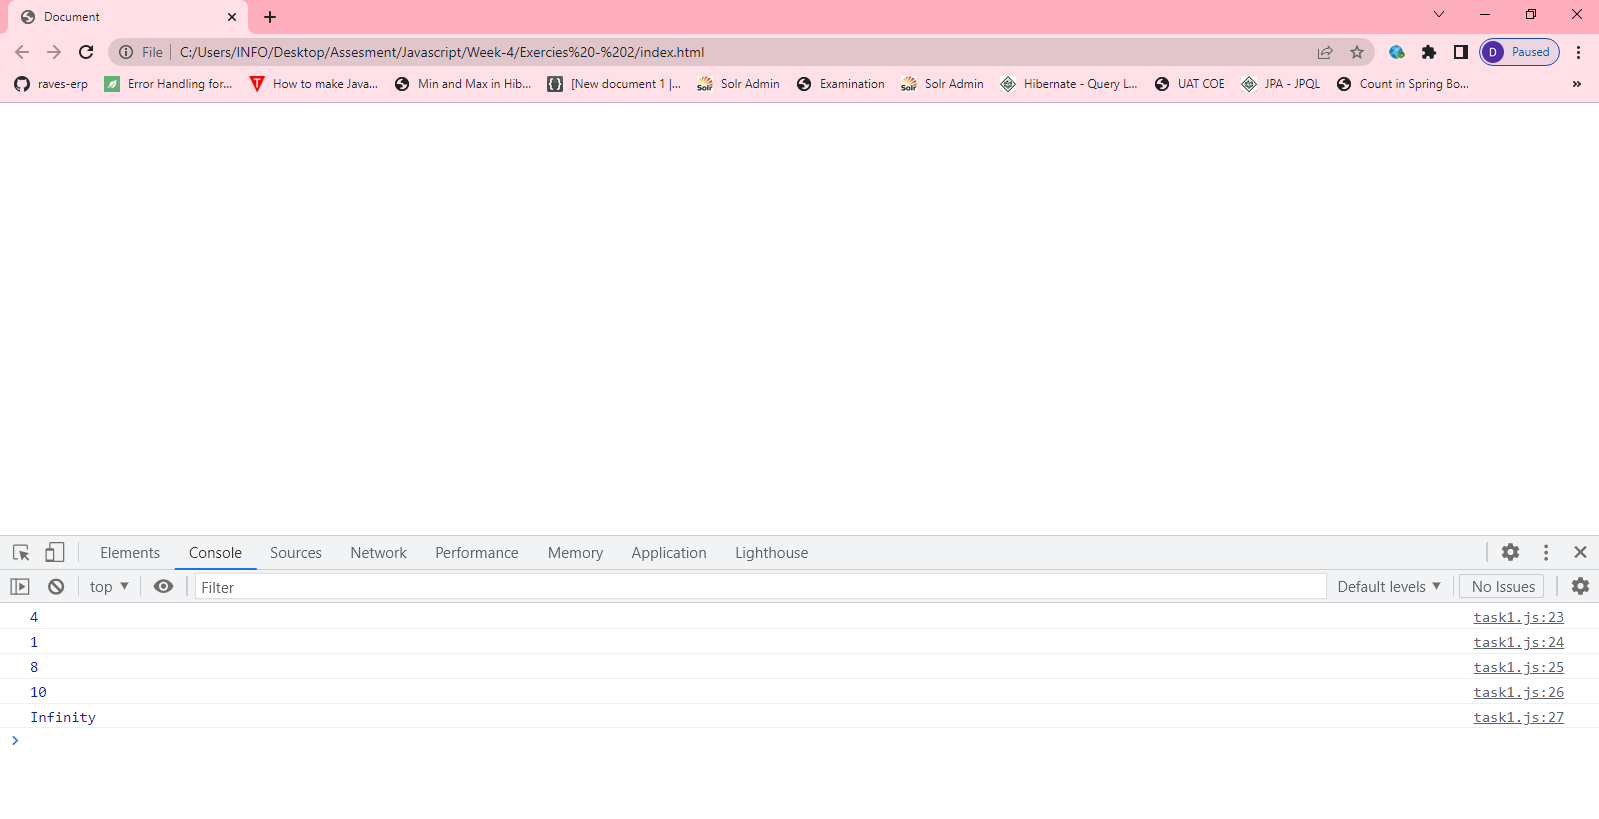 Document
File C:/Users/INFO/Desktop/Assesment/Javascript/Week-4/Exercies%20-%202/index.html D Paused
raves-erp Error Handling for... How to make Java... Min and Max in Hib... [New document 1 |... Solr Solr Admin Examination Solr Solr Admin Hibernate - Query L... UAT COE JPA - JPQL Count in Spring Bo... »
Elements Console Sources Network Performance Memory Application Lighthouse
top Filter Default levels No Issues
4 task1.js:23
1 task1.js:24
8 task1.js:25
10 task1.js:26
Infinity task1.js:27